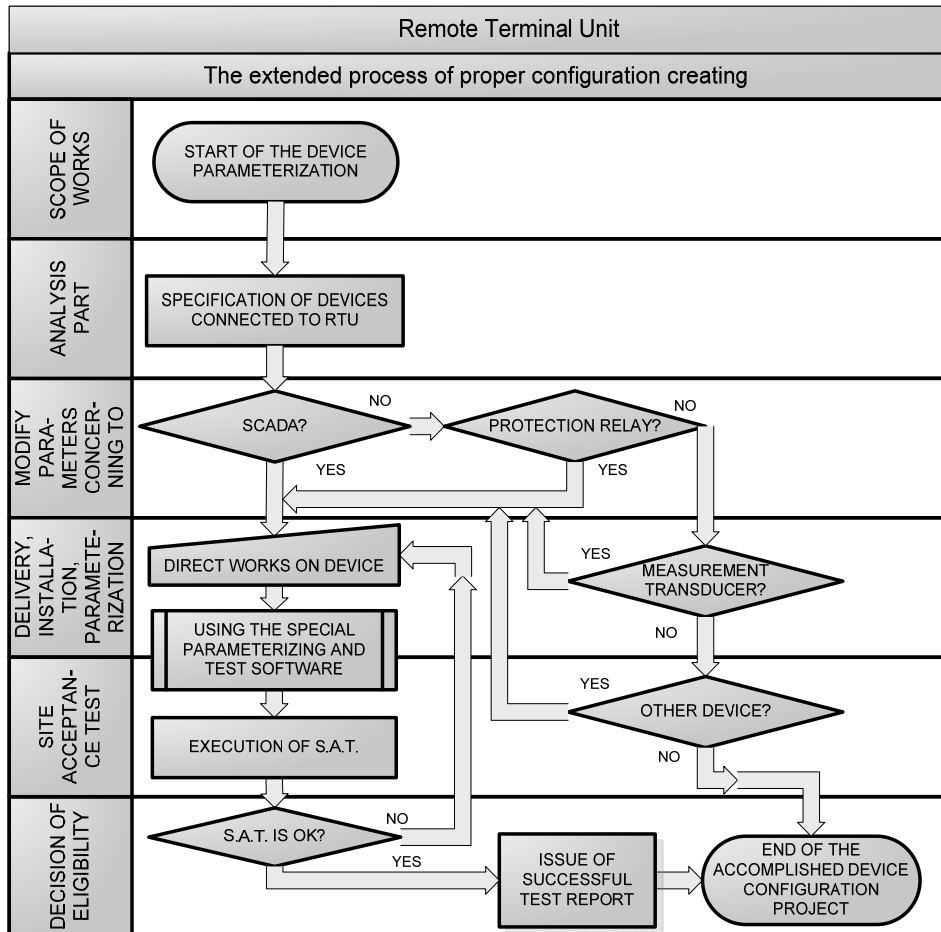 Remote Terminal Unit
The extended process of proper configuration creating
SCOPE OF
WORKS
START OF THE DEVICE
PARAMETERIZATION
ANALYSIS
PART
SPECIFICATION OF DEVICES
CONNECTED TO RTU
MODIFY
PARA-
METERS
CONCER-
NING TO
SCADA?
NO
PROTECTION RELAY?
NO
YES
YES
DELIVERY,
INSTALLA-
TION,
PARAMETE-
RIZATION
DIRECT WORKS ON DEVICE
YES
MEASUREMENT
TRANSDUCER?
NO
USING THE SPECIAL
PARAMETERIZING AND
TEST SOFTWARE
SITE
ACCEPTAN-
CE TEST
YES
OTHER DEVICE?
NO
EXECUTION OF S.A.T.
DECISION OF
ELIGIBILITY
S.A.T. IS OK?
NO
YES
ISSUE OF
SUCCESSFUL
TEST REPORT
END OF THE
ACCOMPLISHED DEVICE
CONFIGURATION
PROJECT